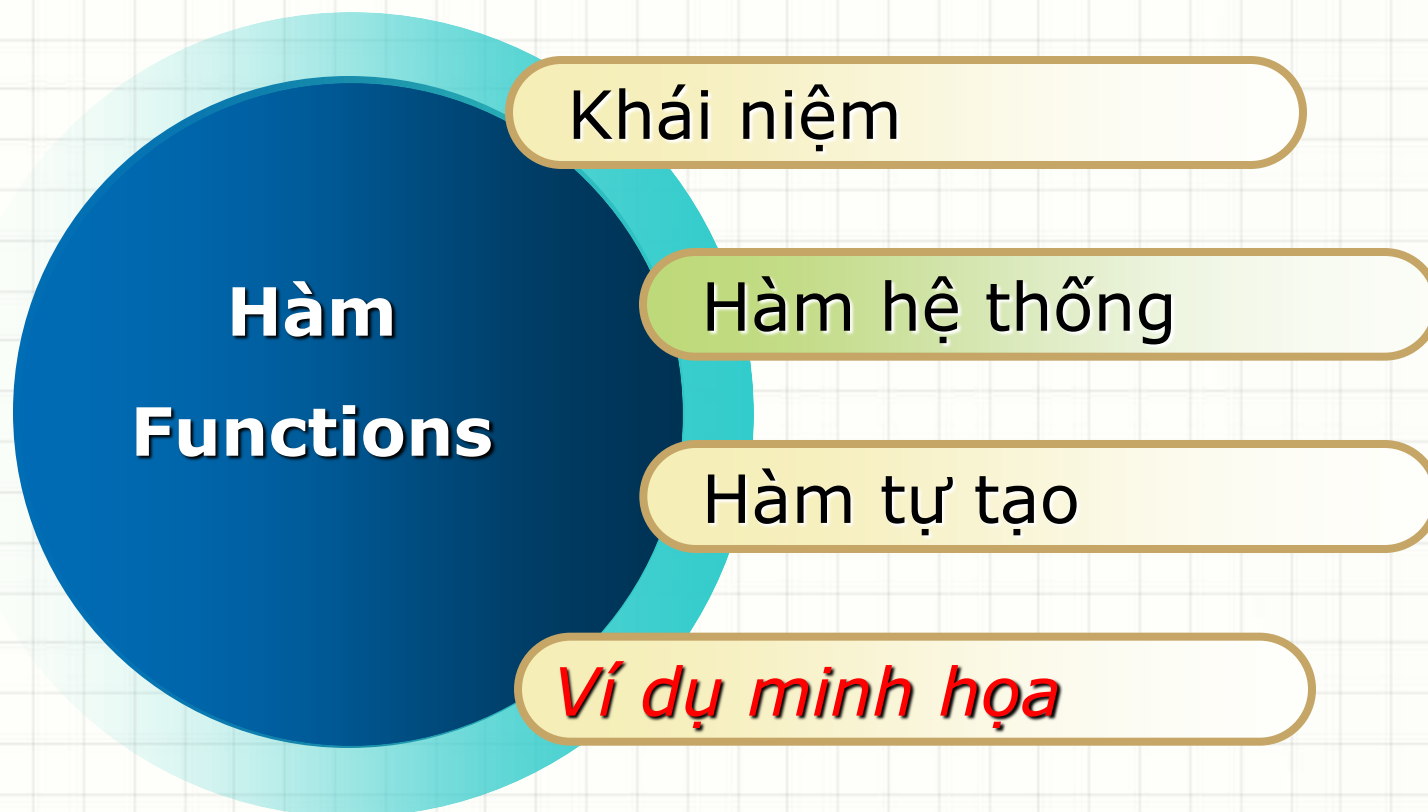 Hàm
Functions
Khái niệm
Hàm hệ thống
Hàm tự tạo
Ví dụ minh họa